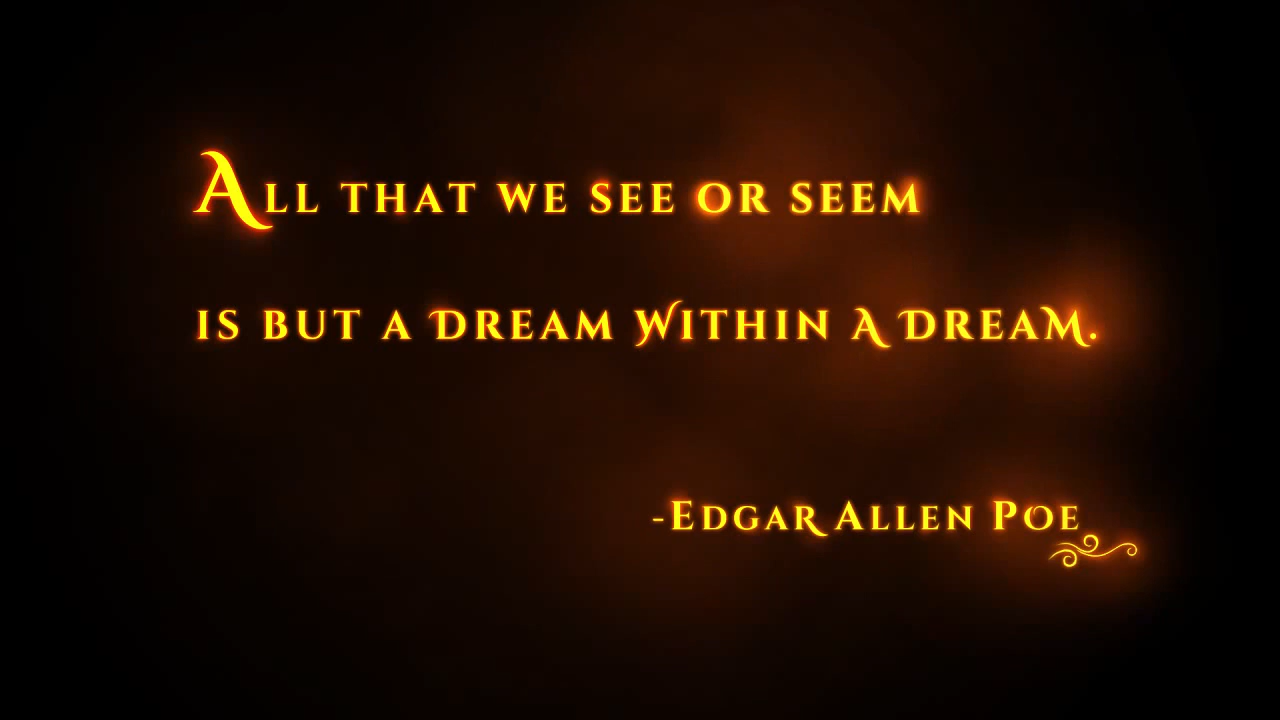 All that we see or seem
is but a Dream Within A Dream.
-Edgar Allen Poe